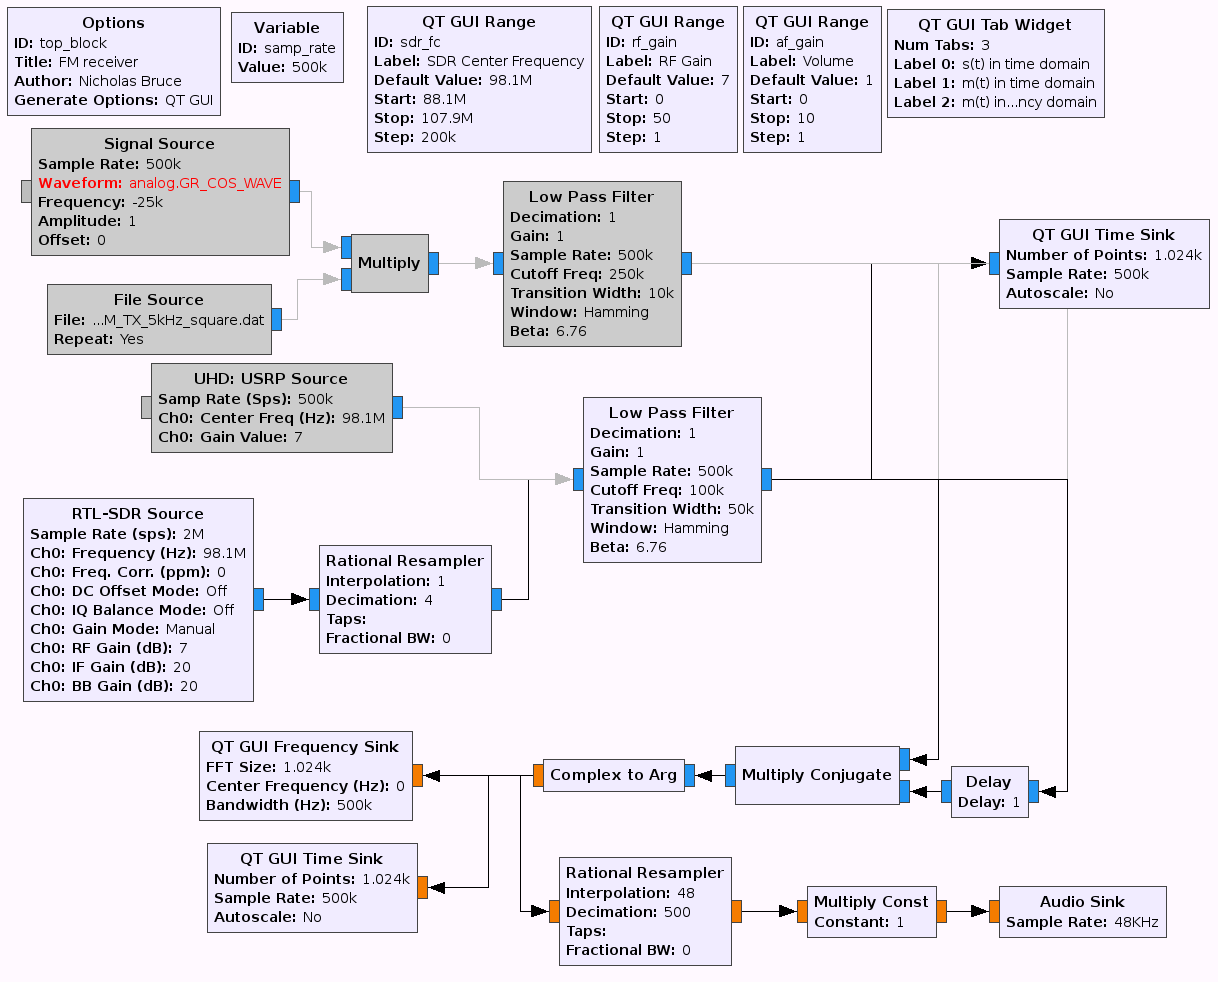 Options
ID: top_block
Title: FM receiver
Author: Nicholas Bruce
Generate Options: QT GUI
Variable
ID: samp_rate
Value: 500k
QT GUI Range
ID: sdr_fc
Label: SDR Center Frequency
Default Value: 98.1M
Start: 88.1M
Stop: 107.9M
Step: 200k
QT GUI Range
ID: rf_gain
Label: RF Gain
Default Value: 7
Start: 0
Stop: 50
Step: 1
QT GUI Range
ID: af_gain
Label: Volume
Default Value: 1
Start: 0
Stop: 10
Step: 1
QT GUI Tab Widget
Num Tabs: 3
Label 0: s(t) in time domain
Label 1: m(t) in time domain
Label 2: m(t) in...ncy domain
Signal Source
Sample Rate: 500k
Waveform: analog.GR_COS_WAVE
Frequency: -25k
Amplitude: 1
Offset: 0
File Source
File: ...M_TX_5kHz_square.dat
Repeat: Yes
Multiply
Low Pass Filter
Decimation: 1
Gain: 1
Sample Rate: 500k
Cutoff Freq: 250k
Transition Width: 10k
Window: Hamming
Beta: 6.76
QT GUI Time Sink
Number of Points: 1.024k
Sample Rate: 500k
Autoscale: No
UHD: USRP Source
Samp Rate (Sps): 500k
Ch0: Center Freq (Hz): 98.1M
Ch0: Gain Value: 7
Low Pass Filter
Decimation: 1
Gain: 1
Sample Rate: 500k
Cutoff Freq: 100k
Transition Width: 50k
Window: Hamming
Beta: 6.76
RTL-SDR Source
Sample Rate (sps): 2M
Ch0: Frequency (Hz): 98.1M
Ch0: Freq. Corr. (ppm): 0
Ch0: DC Offset Mode: Off
Ch0: IQ Balance Mode: Off
Ch0: Gain Mode: Manual
Ch0: RF Gain (dB): 7
Ch0: IF Gain (dB): 20
Ch0: BB Gain (dB): 20
Rational Resampler
Interpolation: 1
Decimation: 4
Taps:
Fractional BW: 0
QT GUI Frequency Sink
FFT Size: 1.024k
Center Frequency (Hz): 0
Bandwidth (Hz): 500k
Complex to Arg
Multiply Conjugate
Delay
Delay: 1
QT GUI Time Sink
Number of Points: 1.024k
Sample Rate: 500k
Autoscale: No
Rational Resampler
Interpolation: 48
Decimation: 500
Taps:
Fractional BW: 0
Multiply Const
Constant: 1
Audio Sink
Sample Rate: 48KHz